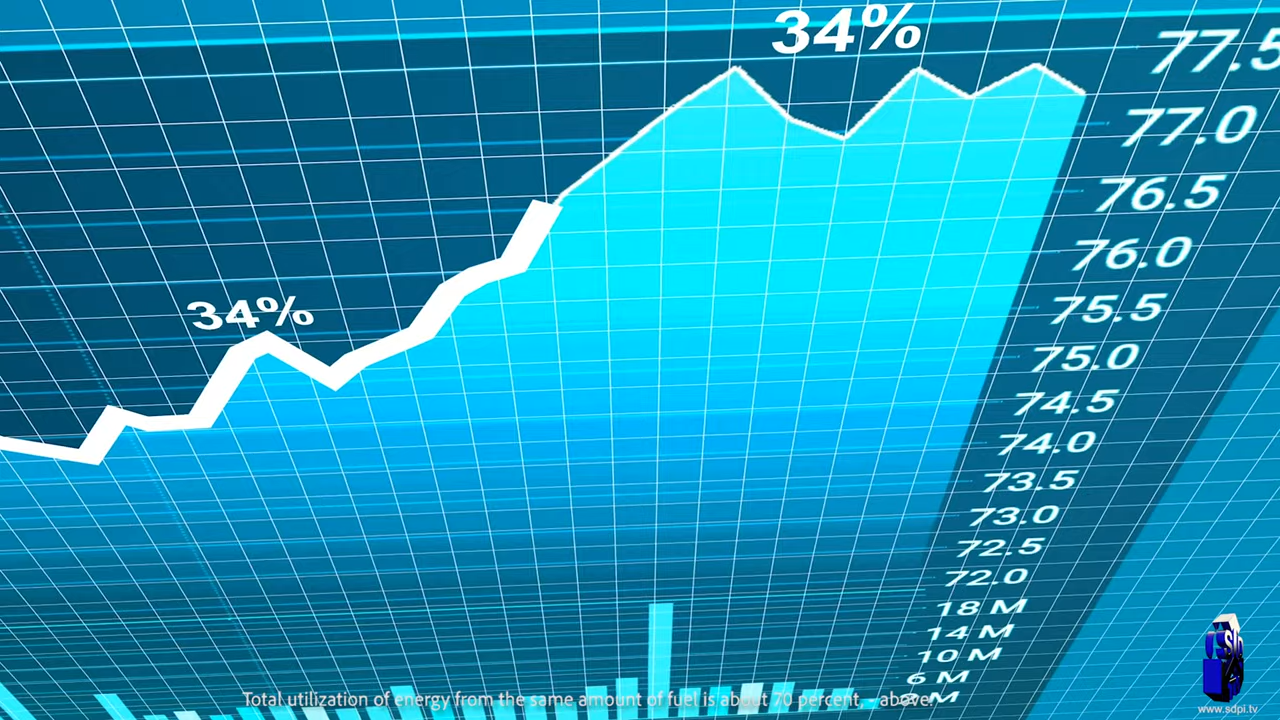 34%
77.5
77.0
76.5
76.0
34%
75.5
75.0
74.5
74.0
73.5
73.0
72.5
72.0
18 M
14 M
10 M
6 M
2 M
Total utilization of energy from the same amount of fuel is about 70 percent, - above.
www.sdpi.tv